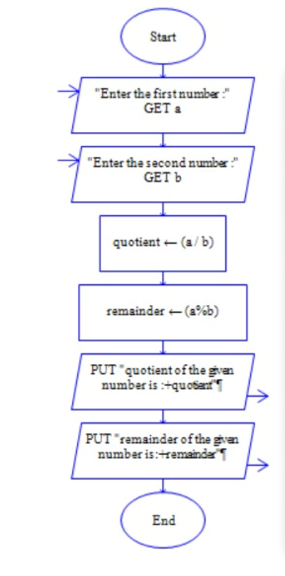 Start
"Enter the first number :"
GET a
"Enter the second number :"
GET b
quotient ← (a / b)
remainder ← (a%b)
PUT "quotient of the given
number is :+quotient"¶
PUT "remainder of the given
number is:+remainder"¶
End